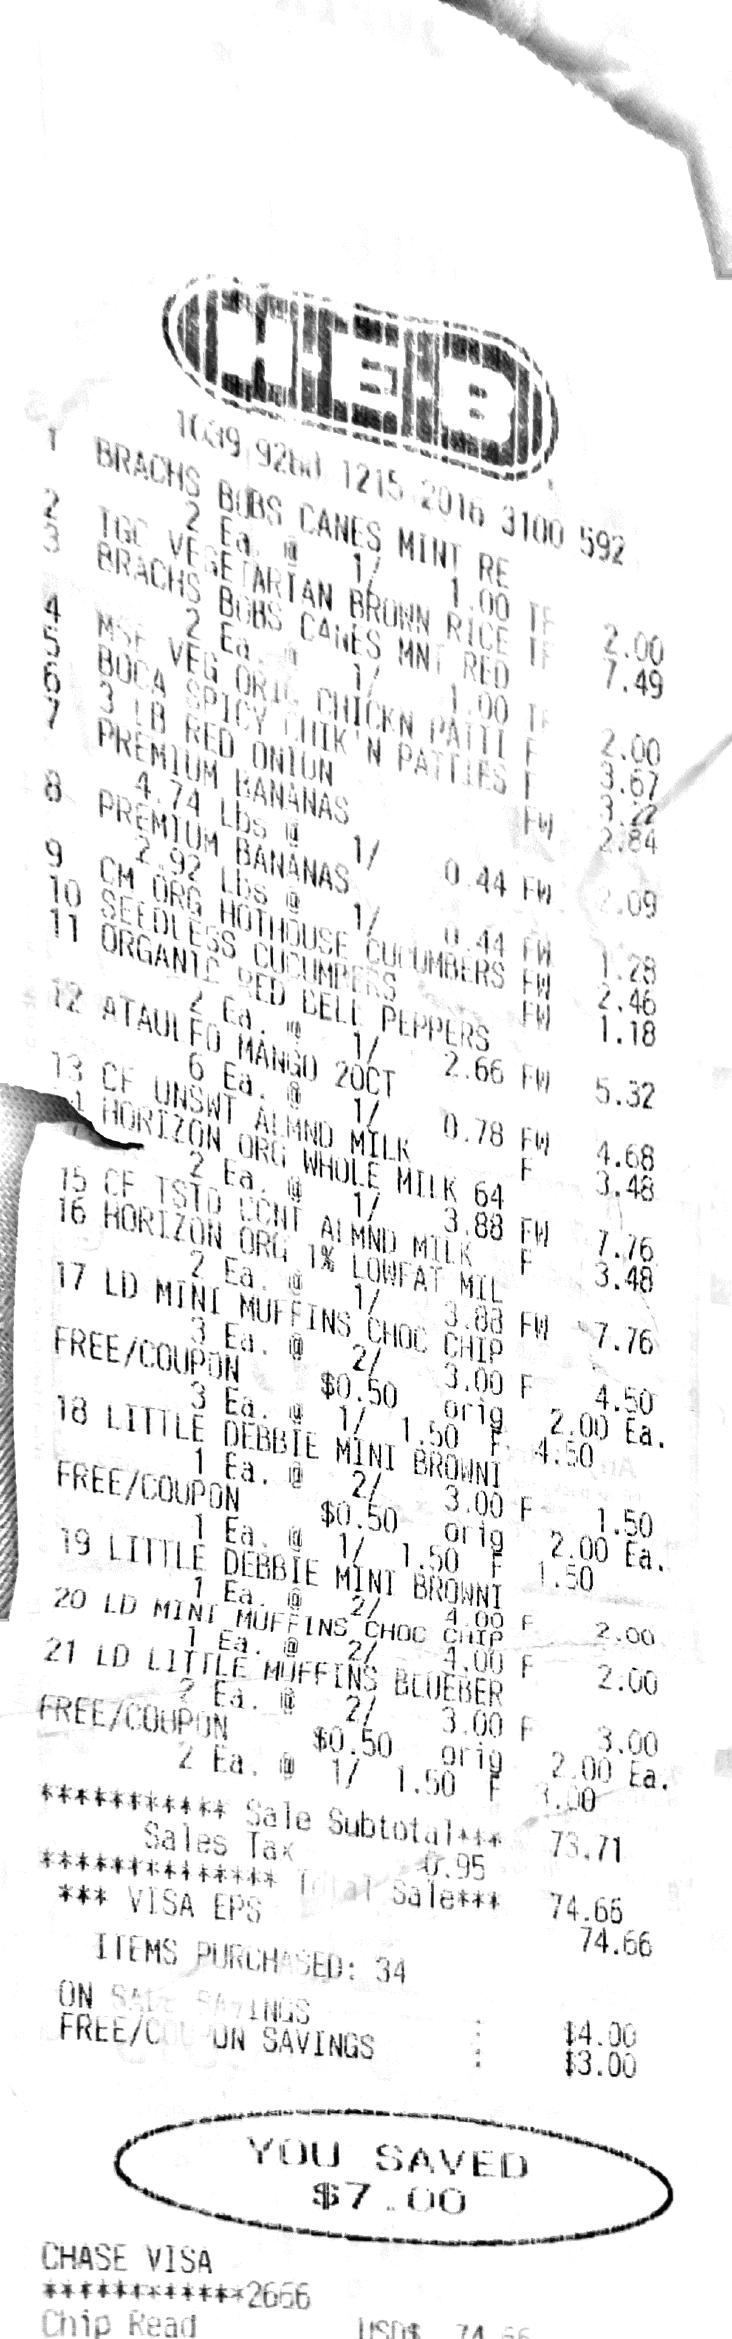 H-E-B
1215 2016 3100 592
1 BRACHS BOBS CANES MINT RE
2 Ea. @ 1/ 1.00 TF 2.00
2 TGC VEGETARIAN BROWN RICE TF 7.49
3 BRACHS BOBS CANES MNT RED
2 Ea. @ 1/ 1.00 TF 2.00
4 MSF VEG ORIG CHICKN PATTI F 3.67
5 BOCA SPICY CHIK'N PATTIES F 3.22
6 3 LB RED ONION FW 2.84
7 PREMIUM BANANAS
4.74 Lbs @ 1/ 0.44 FW 2.09
8 PREMIUM BANANAS
2.92 Lbs @ 1/ 0.44 FW 1.28
9 CM ORG HOTHOUSE CUCUMBERS FW 2.46
10 SEEDLESS CUCUMBERS FW 1.18
11 ORGANIC RED BELL PEPPERS
2 Ea. @ 1/ 2.66 FW 5.32
12 ATAULFO MANGO 20CT
6 Ea. @ 1/ 0.78 FW 4.68
13 CF UNSWT ALMND MILK F 3.48
HORIZON ORG WHOLE MILK 64
2 Ea. @ 1/ 3.88 FW 7.76
15 CF TSTD CCNT ALMND MILK F 3.48
16 HORIZON ORG 1% LOWFAT MIL
2 Ea. @ 1/ 3.88 FW 7.76
17 LD MINI MUFFINS CHOC CHIP
3 Ea. @ 2/ 3.00 F 4.50
FREE/COUPON $0.50 orig 2.00 Ea.
3 Ea. @ 1/ 1.50 F 4.50
18 LITTLE DEBBIE MINI BROWNI
1 Ea. @ 2/ 3.00 F 1.50
FREE/COUPON $0.50 orig 2.00 Ea.
1 Ea. @ 1/ 1.50 F 1.50
19 LITTLE DEBBIE MINI BROWNI
1 Ea. @ 2/ 4.00 F 2.00
20 LD MINI MUFFINS CHOC CHIP
1 Ea. @ 2/ 4.00 F 2.00
21 LD LITTLE MUFFINS BLUEBER
2 Ea. @ 2/ 3.00 F 3.00
FREE/COUPON $0.50 orig 2.00 Ea.
2 Ea. @ 1/ 1.50 F 3.00
*********** Sale Subtotal*** 73.71
Sales Tax 0.95
************** Total Sale*** 74.66
*** VISA EPS 74.66
ITEMS PURCHASED: 34
ON SALE SAVINGS : $4.00
FREE/COUPON SAVINGS : $3.00
YOU SAVED
$7.00
CHASE VISA
************2666
Chip Read USD$ 74.66